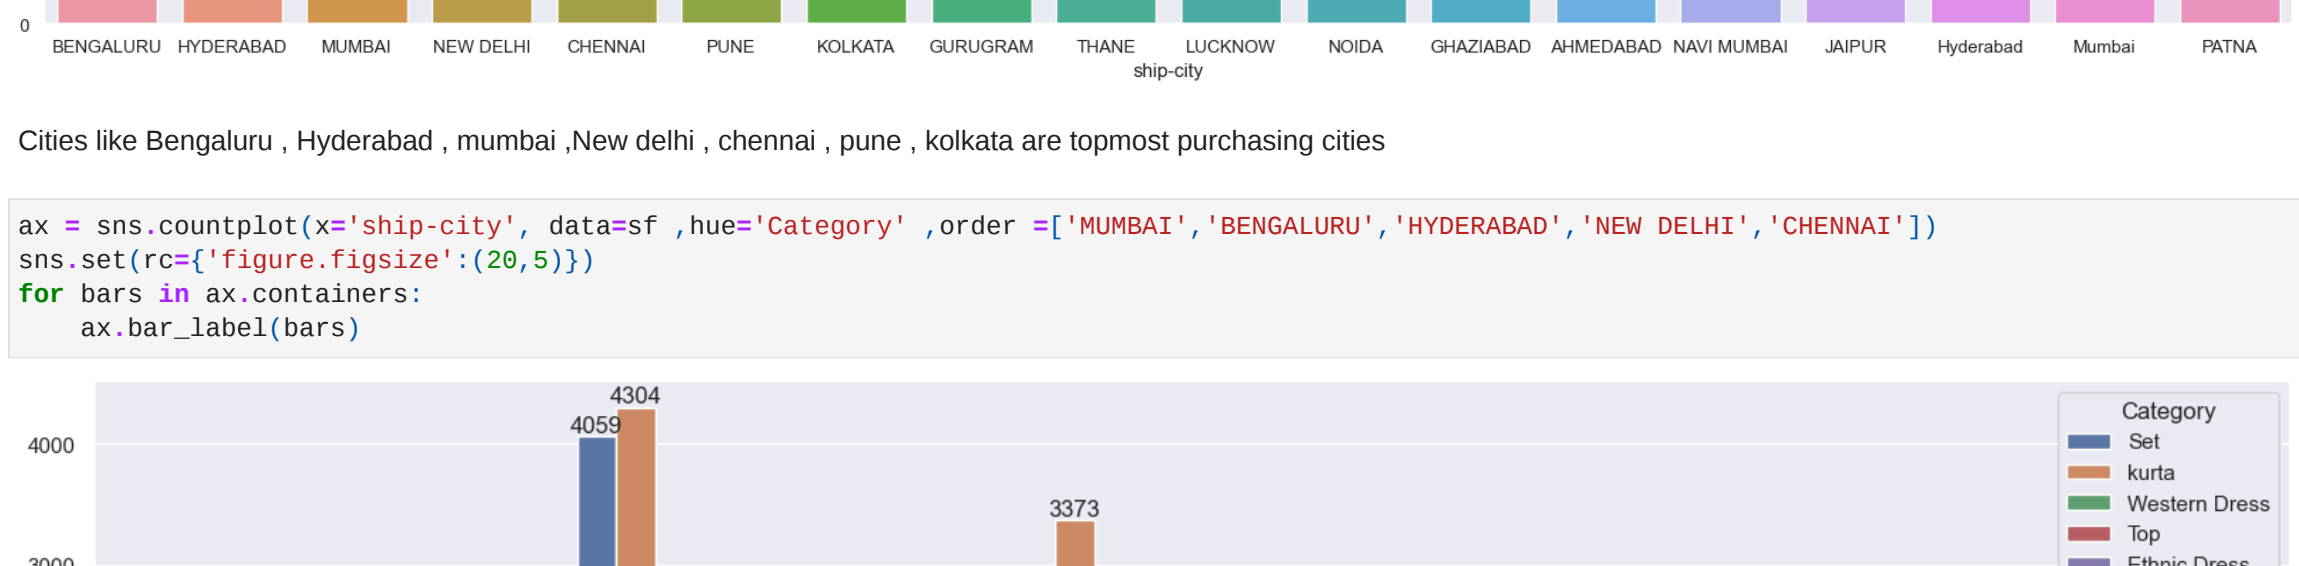 0
BENGALURU HYDERABAD MUMBAI NEW DELHI CHENNAI PUNE KOLKATA GURUGRAM THANE LUCKNOW NOIDA GHAZIABAD AHMEDABAD NAVI MUMBAI JAIPUR Hyderabad Mumbai PATNA
ship-city
Cities like Bengaluru , Hyderabad , mumbai ,New delhi , chennai , pune , kolkata are topmost purchasing cities
ax = sns.countplot(x='ship-city', data=sf ,hue='Category' ,order =['MUMBAI','BENGALURU','HYDERABAD','NEW DELHI','CHENNAI'])
sns.set(rc={'figure.figsize':(20,5)})
for bars in ax.containers:
    ax.bar_label(bars)
4304
4059
4000
3373
3000
Category
Set
kurta
Western Dress
Top
Ethnic Dress